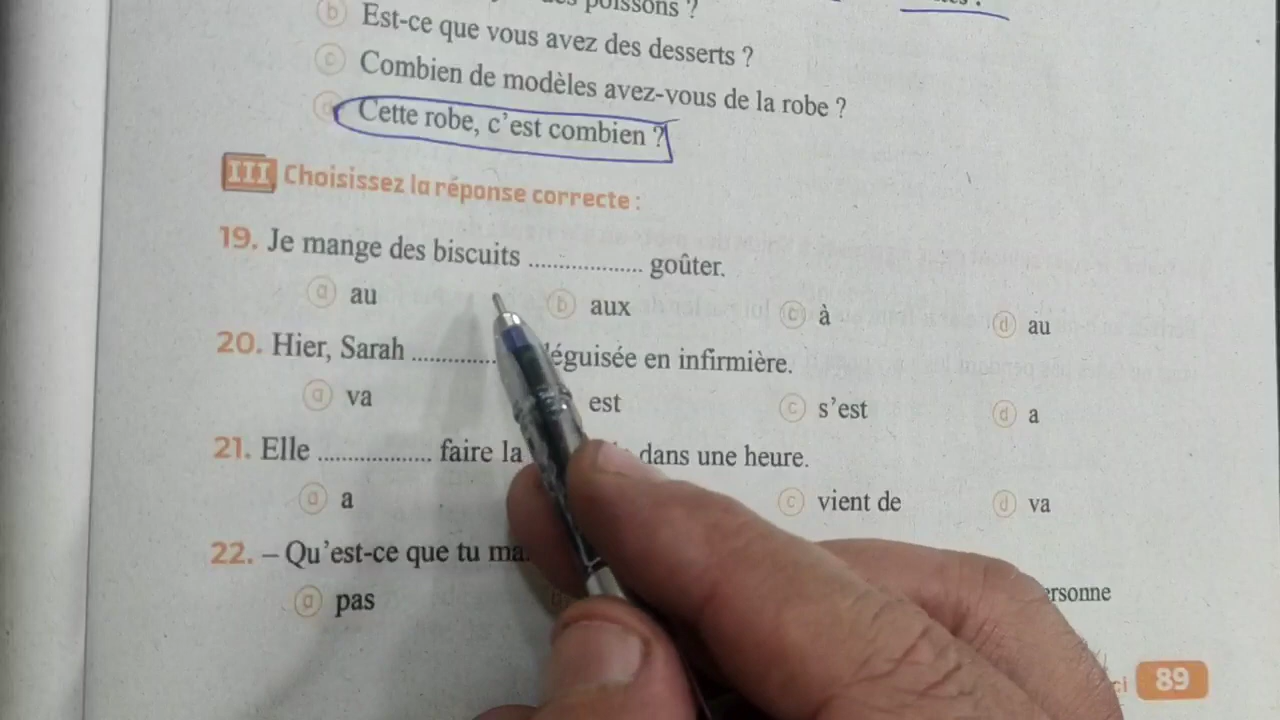 poissons ?
b Est-ce que vous avez des desserts ?
c Combien de modèles avez-vous de la robe ?
d Cette robe, c'est combien ?
III Choisissez la réponse correcte :
19. Je mange des biscuits .................. goûter.
a au b aux c à d au
20. Hier, Sarah ............. déguisée en infirmière.
a va est c s'est d a
21. Elle .................. faire la dans une heure.
a a c vient de d va
22. – Qu'est-ce que tu
a pas
89